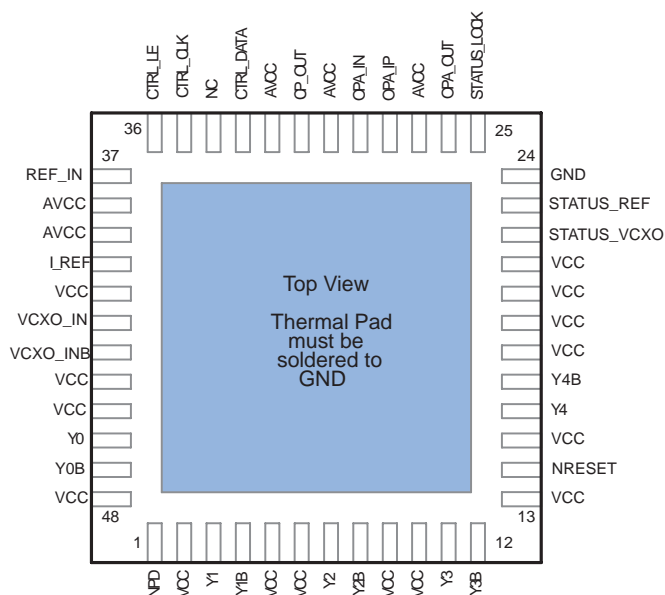 CTRL_LE
CTRL_CLK
NC
CTRL_DATA
AVCC
CP_OUT
AVCC
OPA_IN
OPA_IP
AVCC
OPA_OUT
STATUS_LOCK
36
25
37
24
REF_IN
AVCC
AVCC
I_REF
VCC
VCXO_IN
VCXO_INB
VCC
VCC
Y0
Y0B
VCC
GND
STATUS_REF
STATUS_VCXO
VCC
VCC
VCC
VCC
Y4B
Y4
VCC
NRESET
VCC
Top View
Thermal Pad
must be
soldered to
GND
48
13
1
12
NPD
VCC
Y1
Y1B
VCC
VCC
Y2
Y2B
VCC
VCC
Y3
Y3B